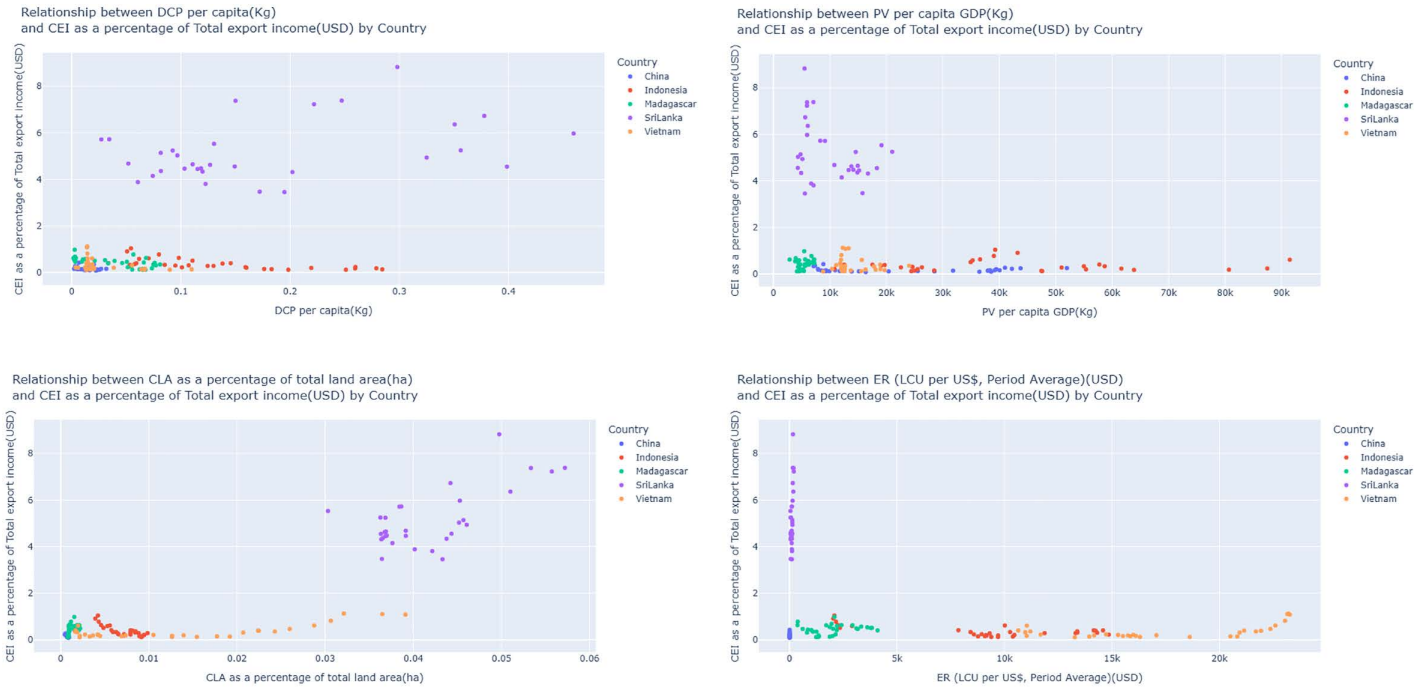 Relationship between DCP per capita(Kg)
and CEI as a percentage of Total export income(USD) by Country
CEI as a percentage of Total export income(USD)
8
6
4
2
0
0
0.1
0.2
0.3
0.4
DCP per capita(Kg)
Country
China
Indonesia
Madagascar
SriLanka
Vietnam
Relationship between PV per capita GDP(Kg)
and CEI as a percentage of Total export income(USD) by Country
CEI as a percentage of Total export income(USD)
8
6
4
2
0
0
10k
20k
30k
40k
50k
60k
70k
80k
90k
PV per capita GDP(Kg)
Country
China
Indonesia
Madagascar
SriLanka
Vietnam
Relationship between CLA as a percentage of total land area(ha)
and CEI as a percentage of Total export income(USD) by Country
CEI as a percentage of Total export income(USD)
8
6
4
2
0
0
0.01
0.02
0.03
0.04
0.05
0.06
CLA as a percentage of total land area(ha)
Country
China
Indonesia
Madagascar
SriLanka
Vietnam
Relationship between ER (LCU per US$, Period Average)(USD)
and CEI as a percentage of Total export income(USD) by Country
CEI as a percentage of Total export income(USD)
8
6
4
2
0
0
5k
10k
15k
20k
ER (LCU per US$, Period Average)(USD)
Country
China
Indonesia
Madagascar
SriLanka
Vietnam